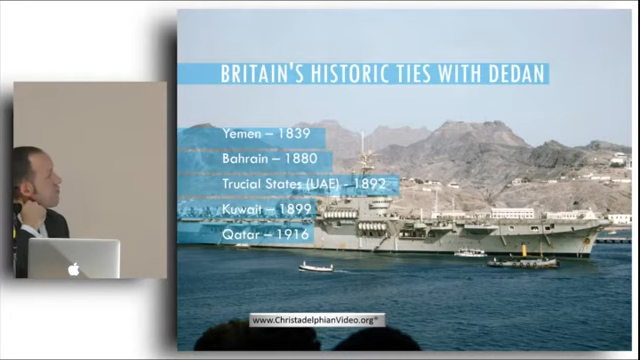 BRITAIN'S HISTORIC TIES WITH DEDAN
Yemen – 1839
Bahrain – 1880
Trucial States (UAE) - 1892
Kuwait – 1899
Qatar – 1916
www.ChristadelphianVideo.org®